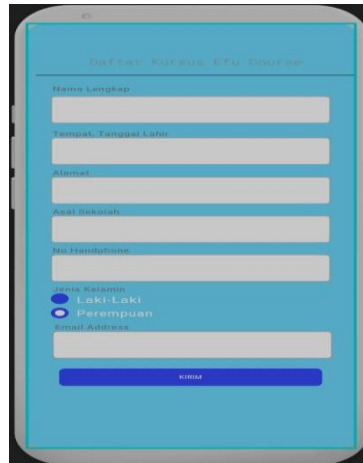 Daftar Kursus Efu Course
Nama Lengkap
Tempat, Tanggal Lahir
Alamat
Asal Sekolah
No Handphone
Jenis Kelamin
Laki-Laki
Perempuan
Email Address
KIRIM